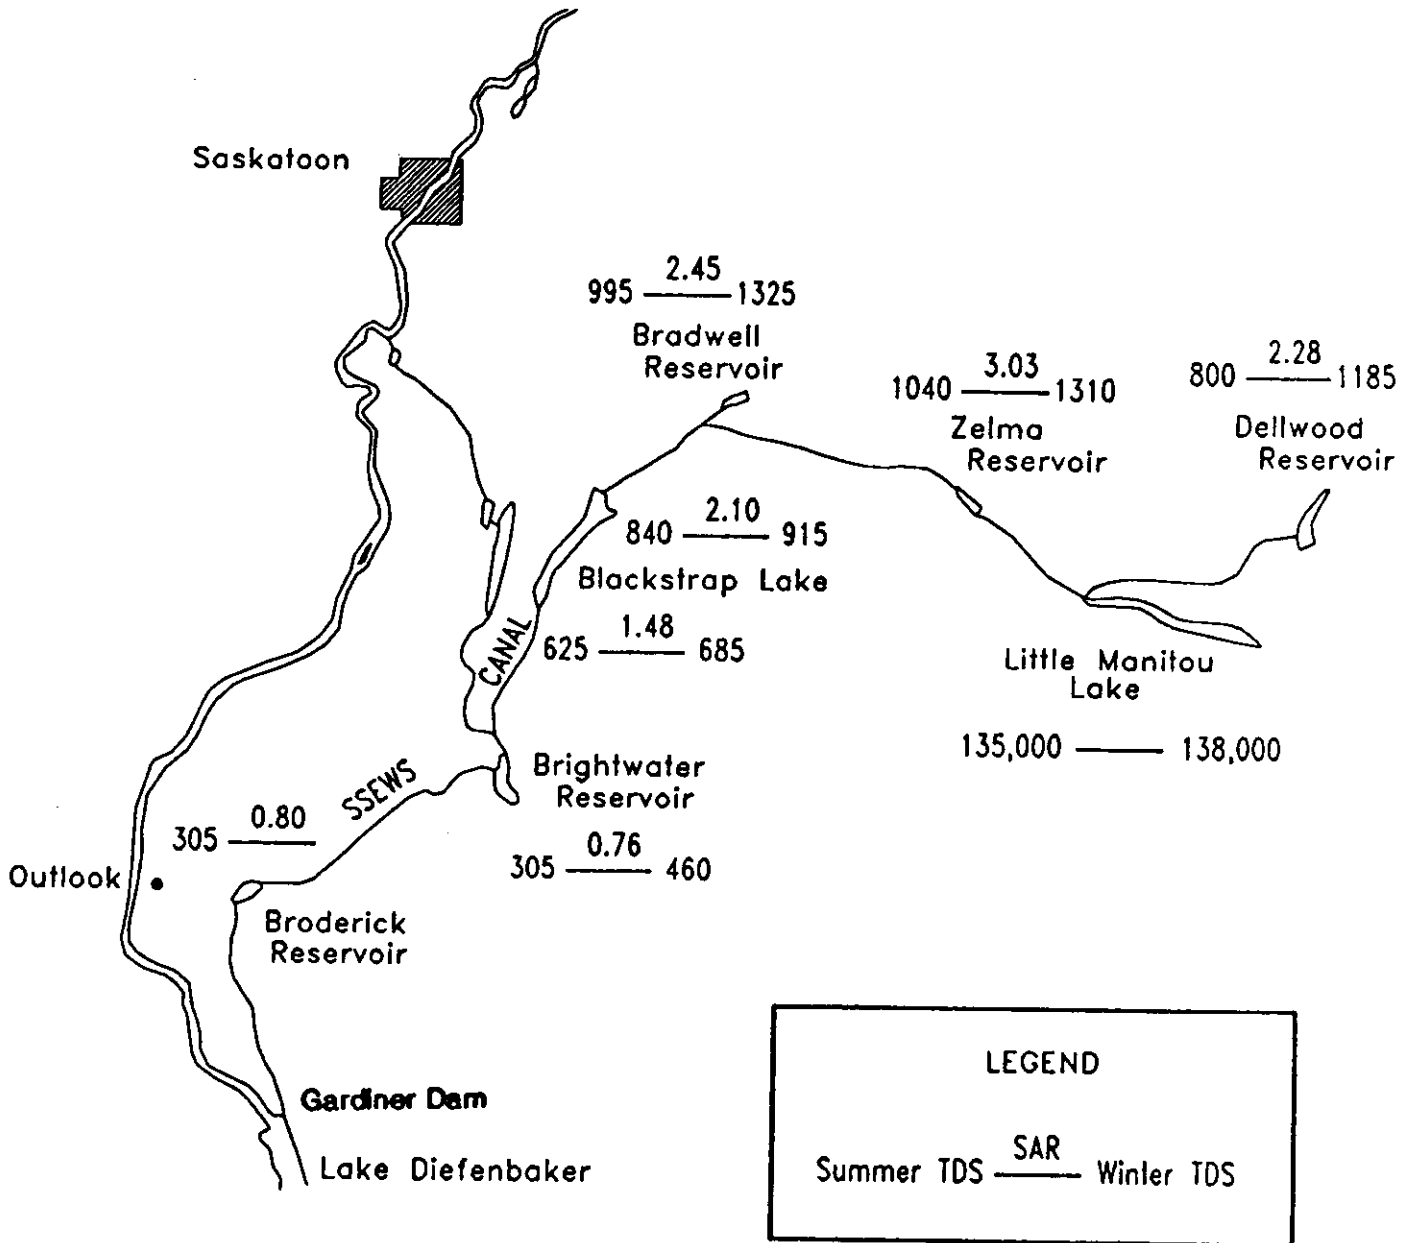 Saskatoon
2.45
995 1325
Bradwell
Reservoir
3.03
1040 1310
Zelma
Reservoir
2.28
800 1185
Dellwood
Reservoir
2.10
840 915
Blackstrap Lake
CANAL
1.48
625 685
Little Manitou
Lake
135,000 138,000
SSEWS
Brightwater
Reservoir
0.80
305
0.76
305 460
Outlook
Broderick
Reservoir
Gardiner Dam
Lake Diefenbaker
LEGEND
SAR
Summer TDS Winter TDS